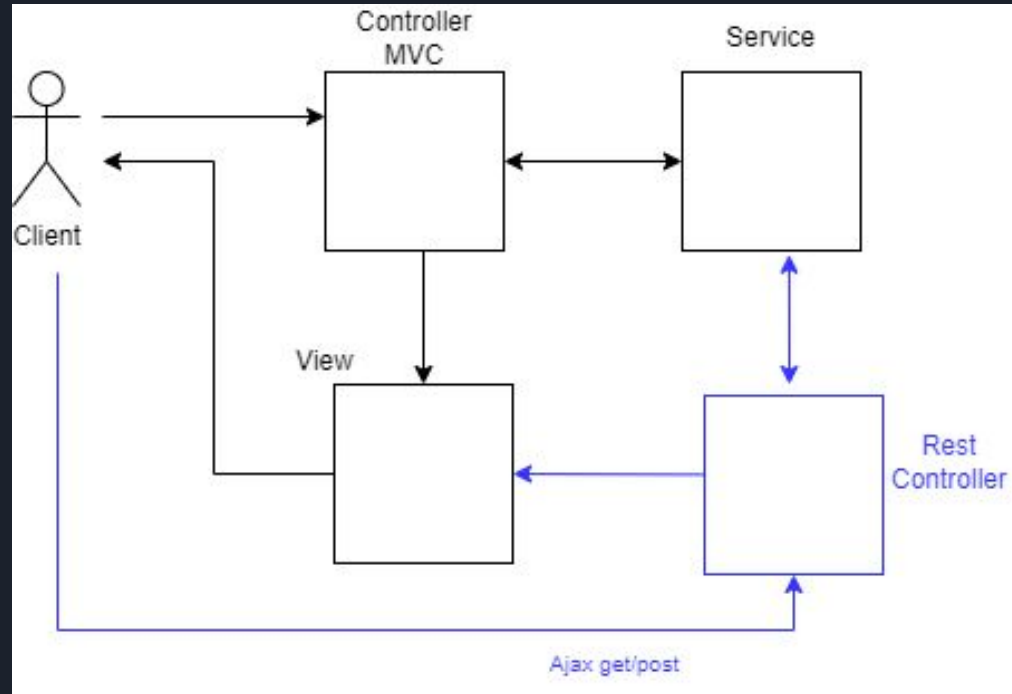 Controller
MVC
Service
Client
View
Rest
Controller
Ajax get/post